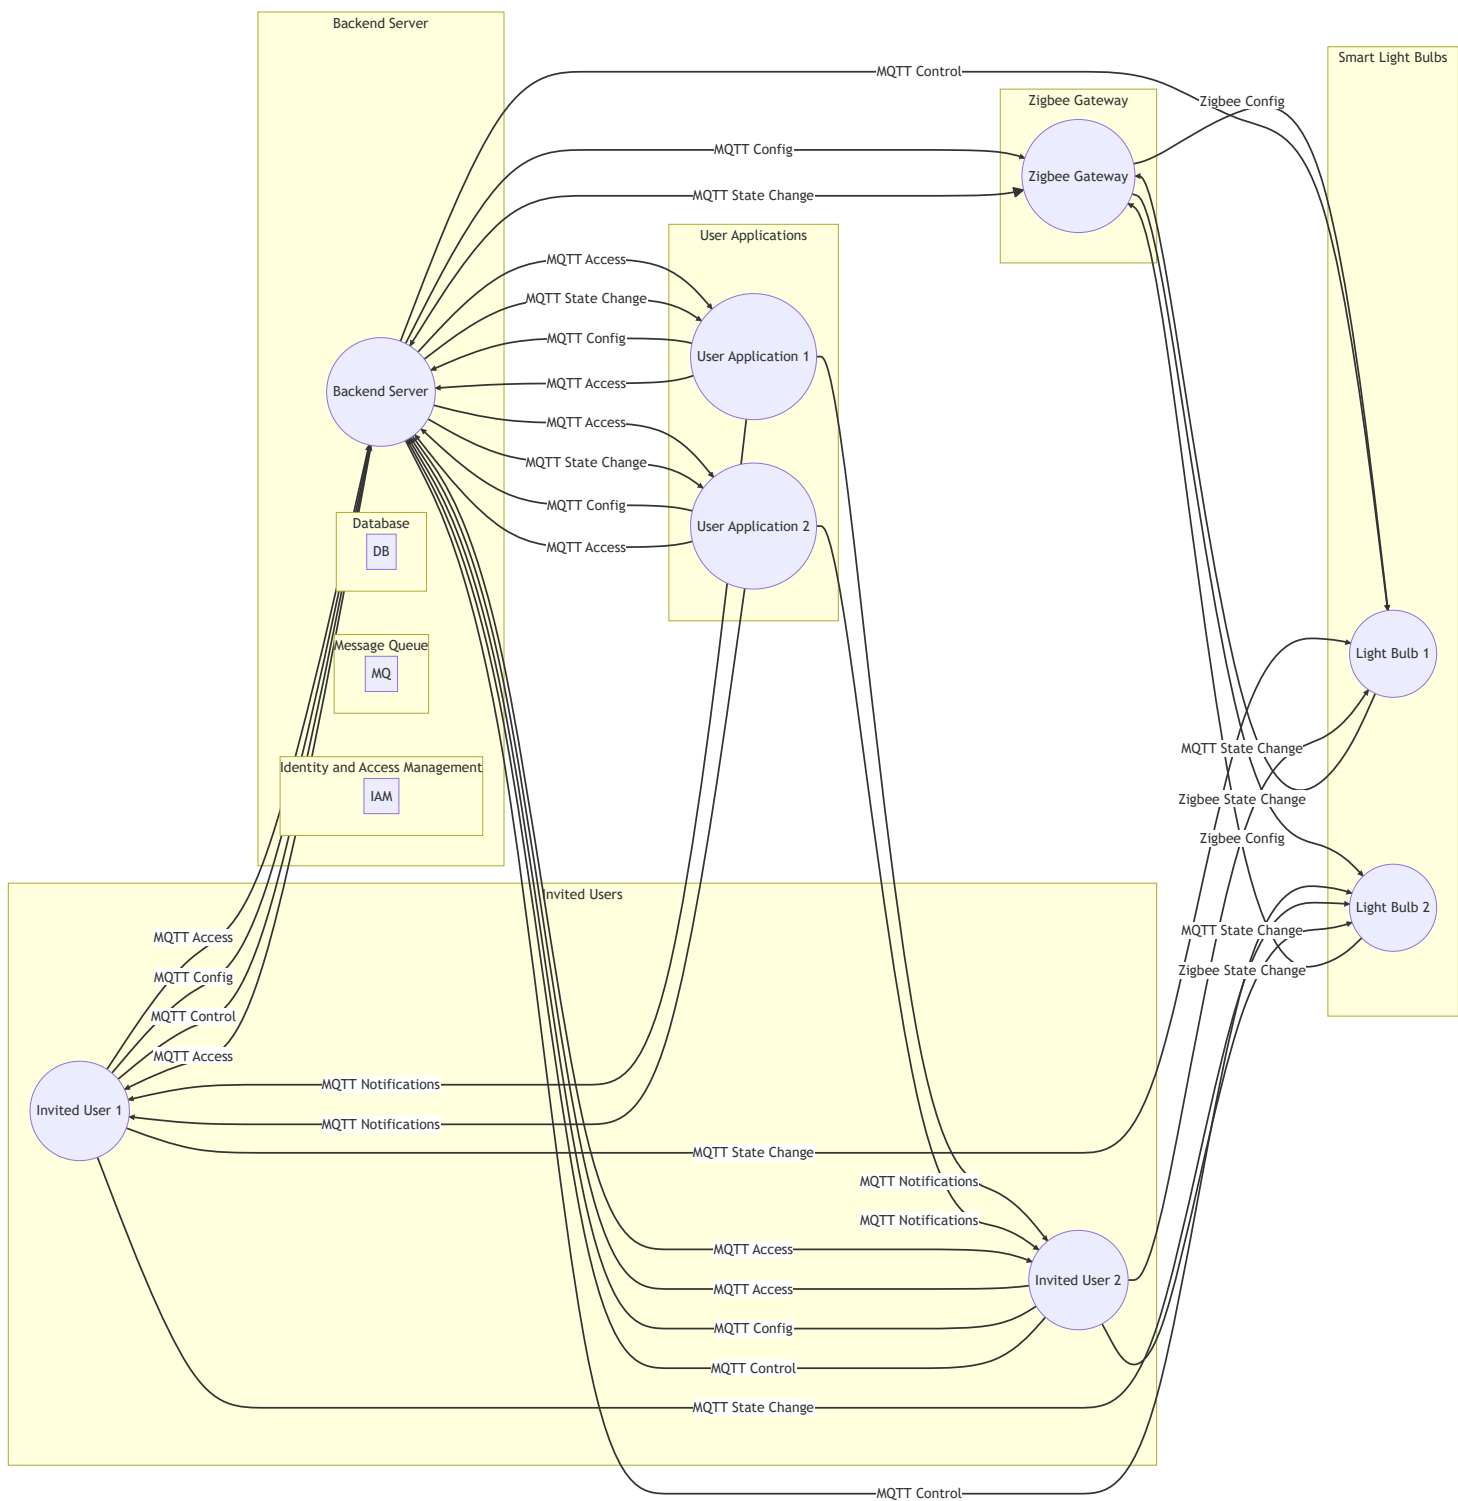 Backend Server
Smart Light Bulbs
MQTT Control
Zigbee Gateway
Zigbee Config
MQTT Config
Zigbee Gateway
MQTT State Change
User Applications
MQTT Access
MQTT State Change
MQTT Config
User Application 1
MQTT Access
Backend Server
MQTT Access
MQTT State Change
MQTT Config
User Application 2
MQTT Access
Database
DB
Message Queue
MQ
Light Bulb 1
MQTT State Change
Identity and Access Management
IAM
Zigbee State Change
Zigbee Config
Invited Users
Light Bulb 2
MQTT State Change
Zigbee State Change
MQTT Access
MQTT Config
MQTT Control
MQTT Access
MQTT Notifications
Invited User 1
MQTT Notifications
MQTT State Change
MQTT Notifications
MQTT Notifications
MQTT Access
Invited User 2
MQTT Access
MQTT Config
MQTT Control
MQTT State Change
MQTT Control